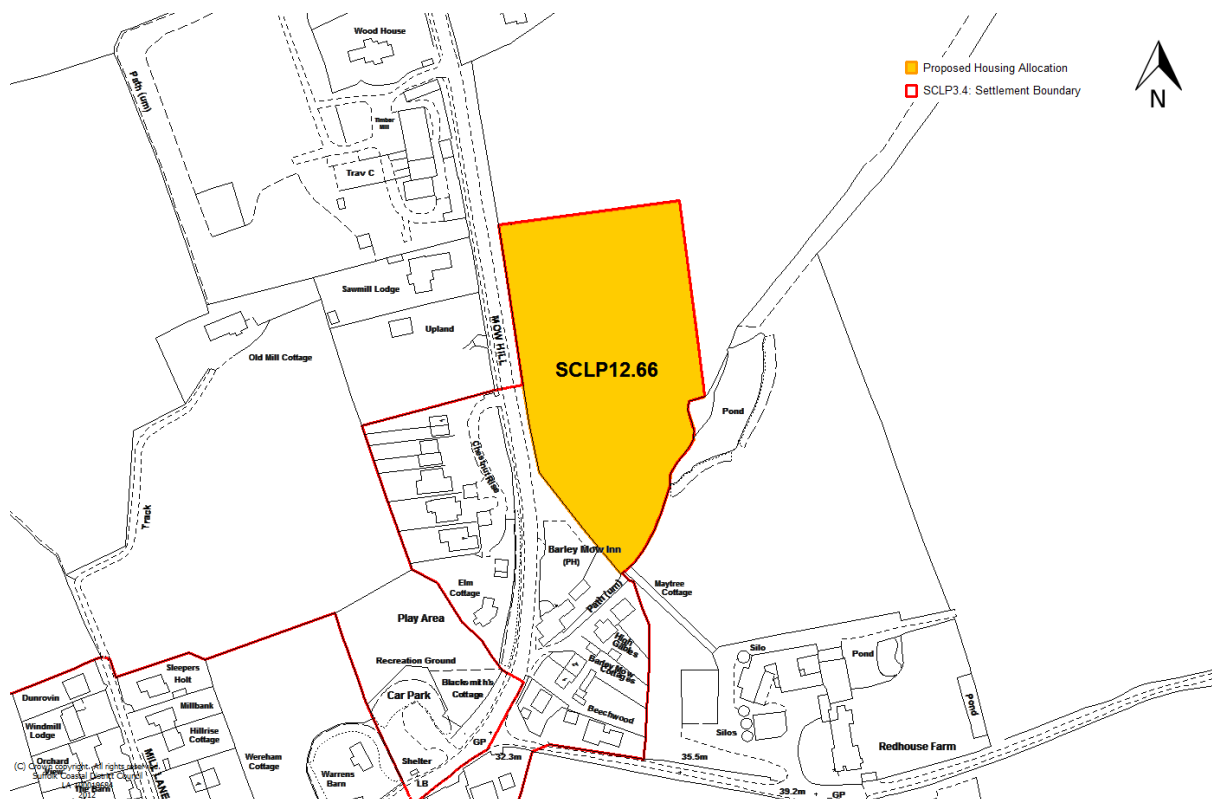 Wood House
Path (um)
Proposed Housing Allocation
SCLP3.4: Settlement Boundary
N
Timber
Mill
Trav C
Sawmill Lodge
Upland
MOW HILL
Old Mill Cottage
SCLP12.66
Pond
Chestnut Rise
Track
Barley Mow Inn
(PH)
Elm
Cottage
Path (um)
Maytree
Cottage
Play Area
High
Gables
Silo
Pond
Recreation Ground
Barley Mow
Cottages
Sleepers
Holt
Dunrovin
Blacksmith's
Cottage
Car Park
Millbank
Pond
Windmill
Lodge
Beechwood
Silos
Hillrise
Cottage
GP
Redhouse Farm
MILL LANE
Wereham
Cottage
32.3m
35.5m
Orchard
Shelter
Warrens
Barn
(C) Crown copyright. All rights reserved.
Suffolk Coastal District Council
The Barn
LB
39.2m
GP
2012